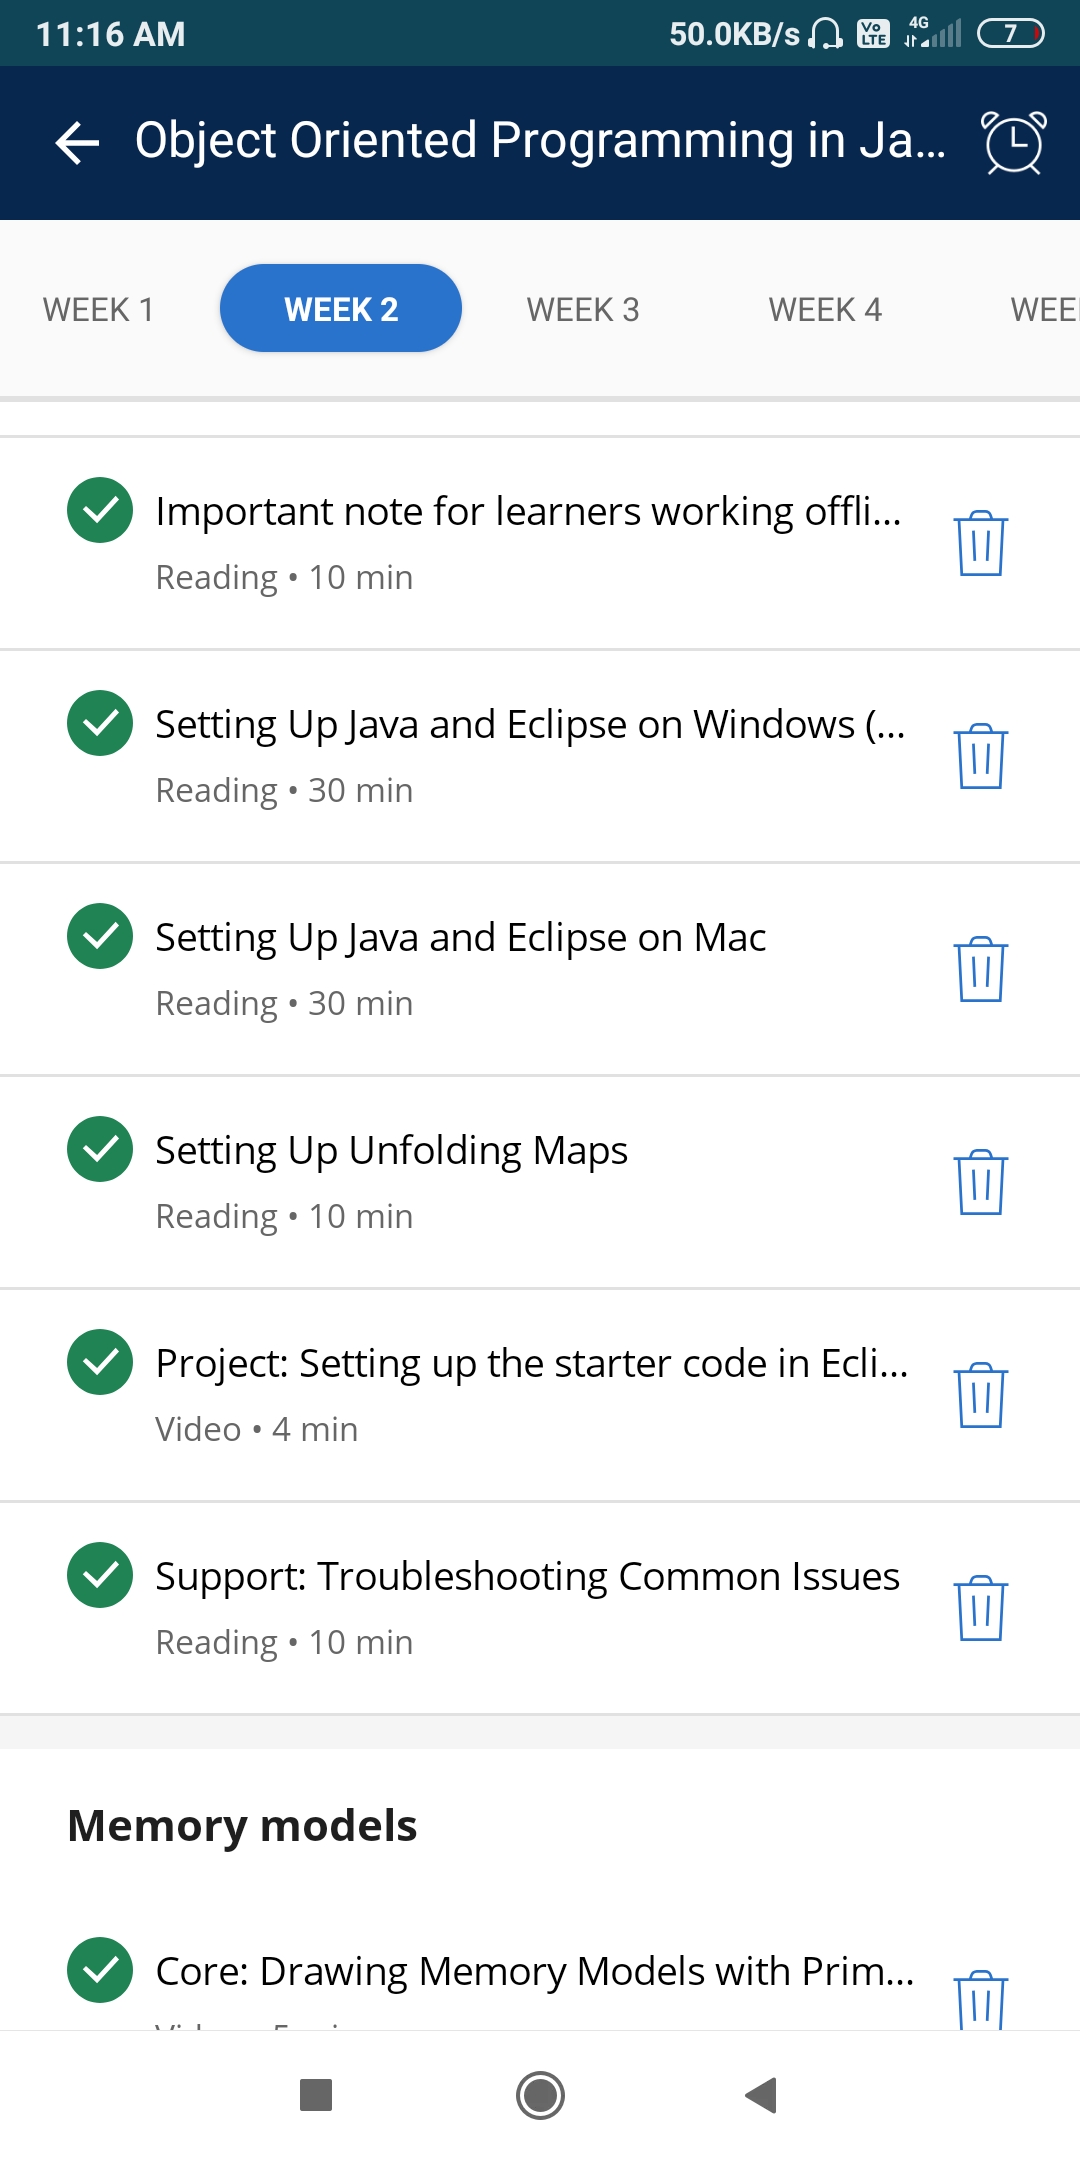 11:16 AM
50.0KB/s Vo LTE 4G 7
Object Oriented Programming in Ja...
WEEK 1
WEEK 2
WEEK 3
WEEK 4
WEE
Important note for learners working offli...
Reading • 10 min
Setting Up Java and Eclipse on Windows (...
Reading • 30 min
Setting Up Java and Eclipse on Mac
Reading • 30 min
Setting Up Unfolding Maps
Reading • 10 min
Project: Setting up the starter code in Ecli...
Video • 4 min
Support: Troubleshooting Common Issues
Reading • 10 min
Memory models
Core: Drawing Memory Models with Prim...